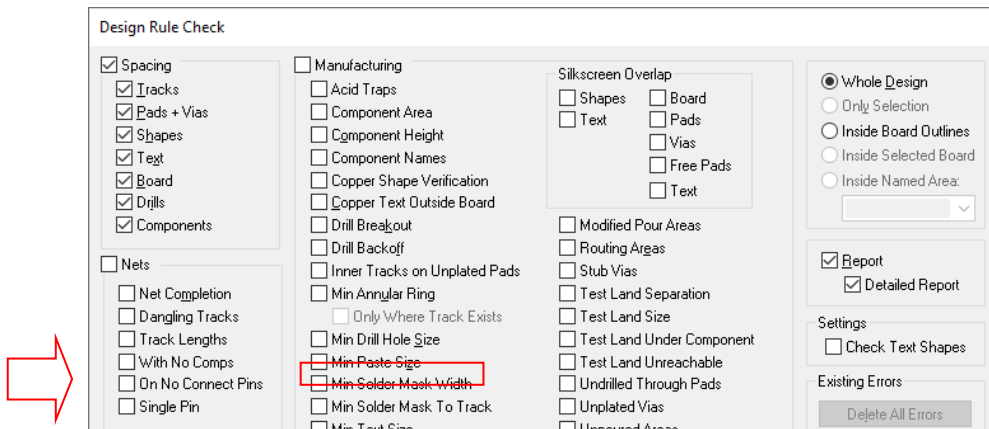 Design Rule Check
Spacing
Tracks
Pads + Vias
Shapes
Text
Board
Drills
Components
Nets
Net Completion
Dangling Tracks
Track Lengths
With No Comps
On No Connect Pins
Single Pin
Manufacturing
Acid Traps
Component Area
Component Height
Component Names
Copper Shape Verification
Copper Text Outside Board
Drill Breakout
Drill Backoff
Inner Tracks on Unplated Pads
Min Annular Ring
Only Where Track Exists
Min Drill Hole Size
Min Paste Size
Min Solder Mask Width
Min Solder Mask To Track
Min Text Size
Silkscreen Overlap
Shapes
Text
Board
Pads
Vias
Free Pads
Text
Modified Pour Areas
Routing Areas
Stub Vias
Test Land Separation
Test Land Size
Test Land Under Component
Test Land Unreachable
Undrilled Through Pads
Unplated Vias
Unpoured Areas
Whole Design
Only Selection
Inside Board Outlines
Inside Selected Board
Inside Named Area:
Report
Detailed Report
Settings
Check Text Shapes
Existing Errors
Delete All Errors